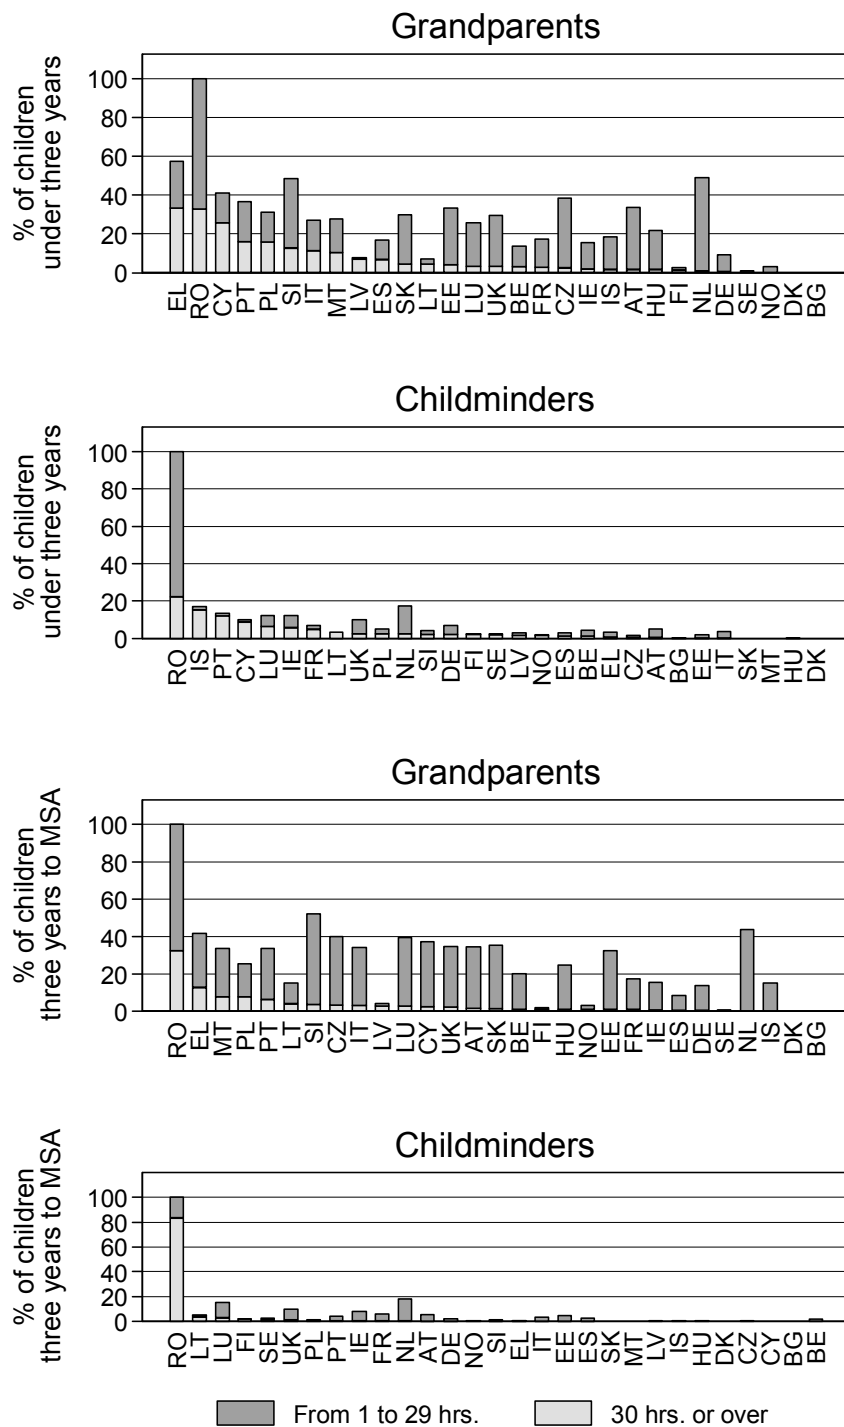 Grandparents
% of children
under three years
100
80
60
40
20
0
EL RO CY PT PL SI IT MT LV ES SK LT EE LU UK BE FR CZ IE IS AT HU FI NL DE SE NO DK BG
Childminders
% of children
under three years
100
80
60
40
20
0
RO IS PT CY LU IE FR LT UK PL NL SI DE FI SE LV NO ES BE EL CZ AT BG EE IT SK MT HU DK
Grandparents
% of children
three years to MSA
100
80
60
40
20
0
RO EL MT PL PT LT SI CZ IT LV LU CY UK AT SK BE FI HU NO EE FR IE ES DE SE NL IS DK BG
Childminders
% of children
three years to MSA
100
80
60
40
20
0
RO LT LU FI SE UK PL PT IE FR NL AT DE NO SI EL IT EE ES SK MT LV IS HU DK CZ CY BG BE
From 1 to 29 hrs. 30 hrs. or over